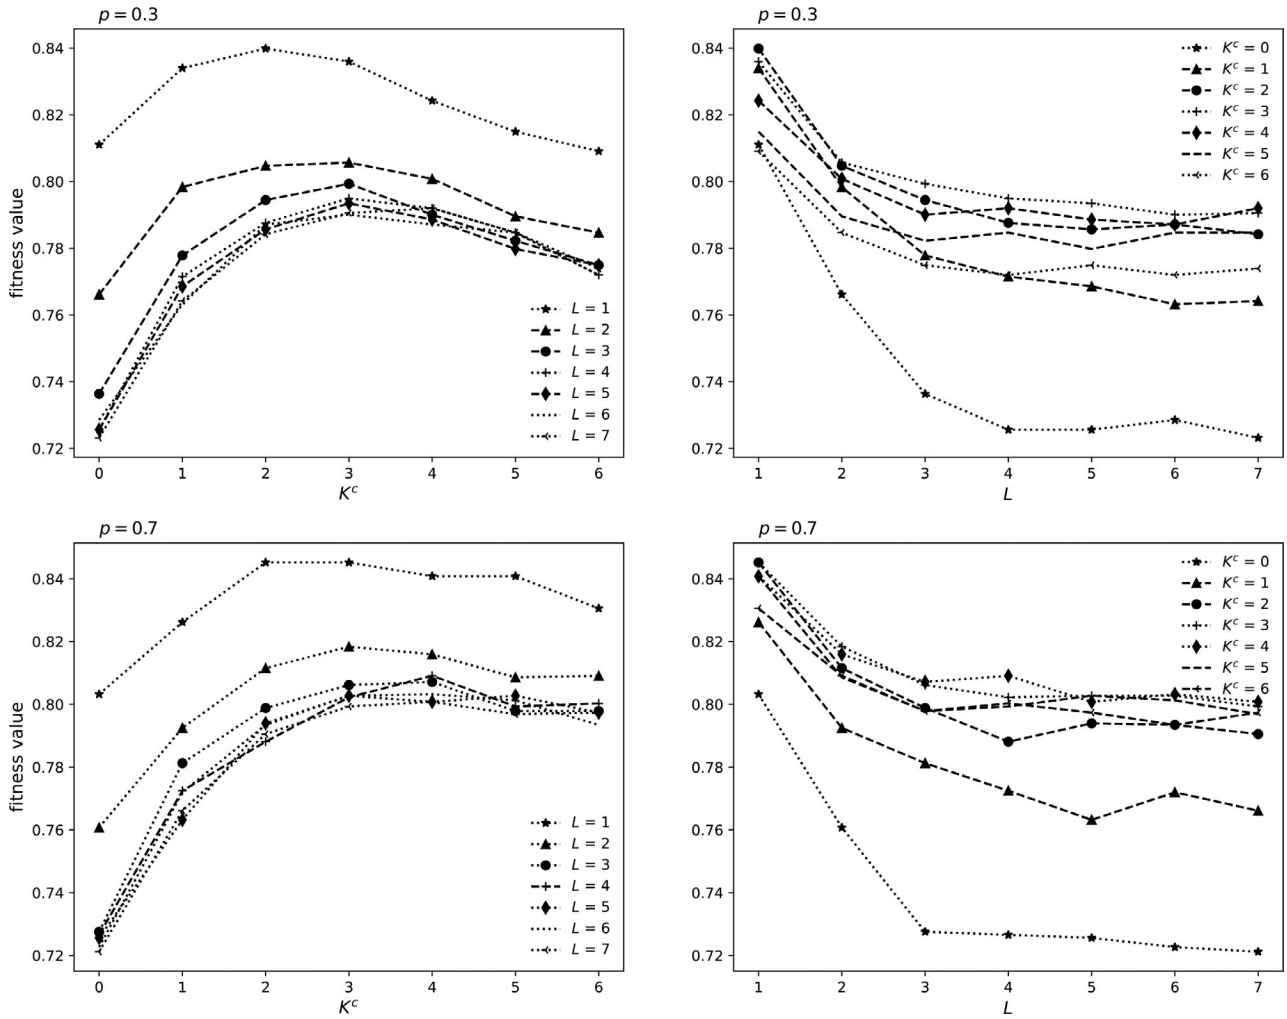 p = 0.3
fitness value
0.84
0.82
0.80
0.78
0.76
0.74
0.72
0 1 2 3 4 5 6
K^c
L = 1
L = 2
L = 3
L = 4
L = 5
L = 6
L = 7
p = 0.3
0.84
0.82
0.80
0.78
0.76
0.74
0.72
1 2 3 4 5 6 7
L
K^c = 0
K^c = 1
K^c = 2
K^c = 3
K^c = 4
K^c = 5
K^c = 6
p = 0.7
fitness value
0.84
0.82
0.80
0.78
0.76
0.74
0.72
0 1 2 3 4 5 6
K^c
L = 1
L = 2
L = 3
L = 4
L = 5
L = 6
L = 7
p = 0.7
0.84
0.82
0.80
0.78
0.76
0.74
0.72
1 2 3 4 5 6 7
L
K^c = 0
K^c = 1
K^c = 2
K^c = 3
K^c = 4
K^c = 5
K^c = 6